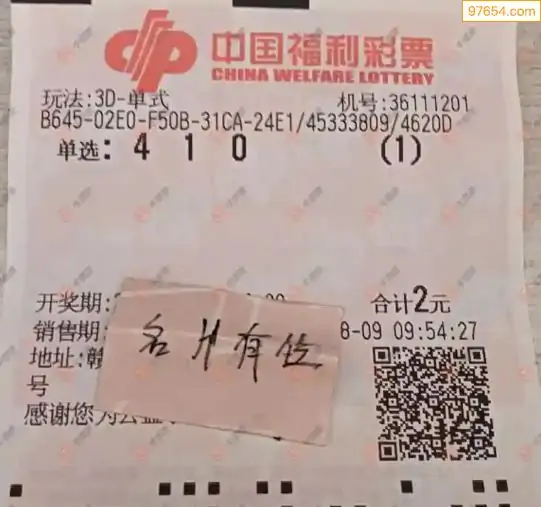 97654.com
中国福利彩票
CHINA WELFARE LOTTERY
玩法:3D-单式 机号:36111201
B645-02E0-F50B-31CA-24E1/45333809/4620D
单选: 4 1 0 (1)
开奖期: 合计2元
销售期: 8-09 09:54:27
地址:赣
号
感谢您为公益
名 有